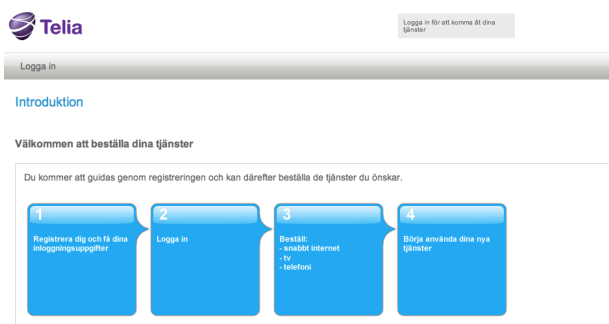 Telia
Logga in för att komma åt dina
tjänster
Logga in
Introduktion
Välkommen att beställa dina tjänster
Du kommer att guidas genom registreringen och kan därefter beställa de tjänster du önskar.
1
Registrera dig och få dina
inloggningsuppgifter
2
Logga in
3
Beställ:
- snabbt internet
- tv
- telefoni
4
Börja använda dina nya
tjänster